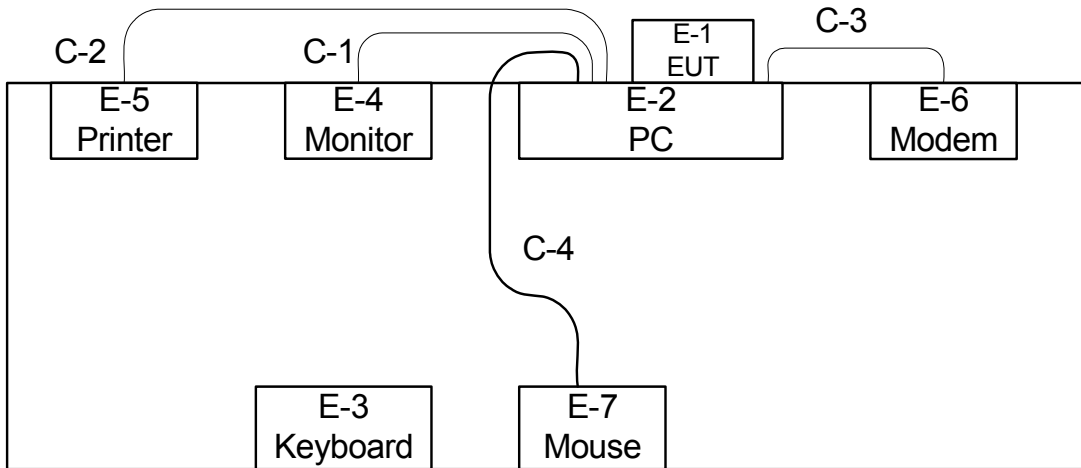 C-2
C-1
E-1
EUT
C-3
E-5
Printer
E-4
Monitor
E-2
PC
E-6
Modem
C-4
E-3
Keyboard
E-7
Mouse